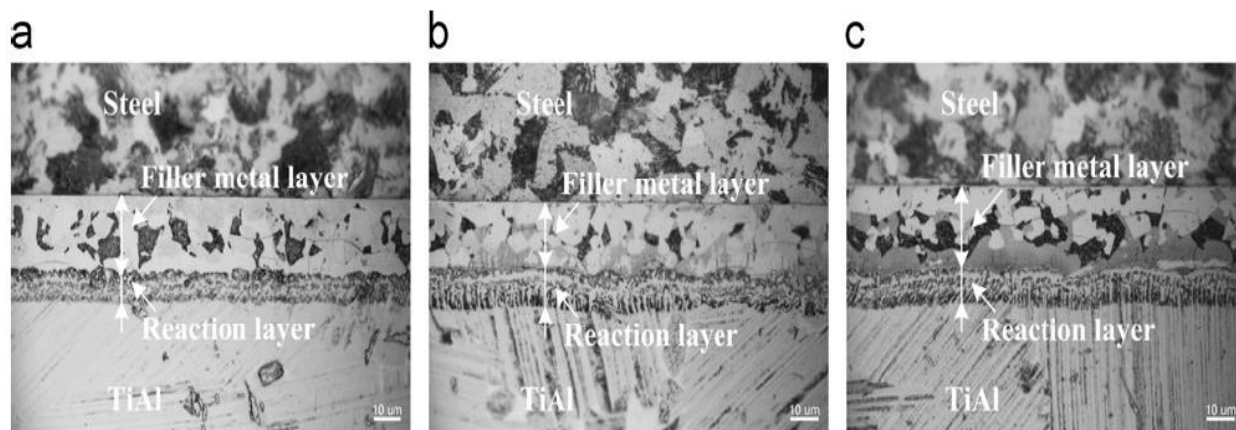 a
Steel
Filler metal layer
Reaction layer
TiAl
10 um
b
Steel
Filler metal layer
Reaction layer
TiAl
10 um
c
Steel
Filler metal layer
Reaction layer
TiAl
10 um